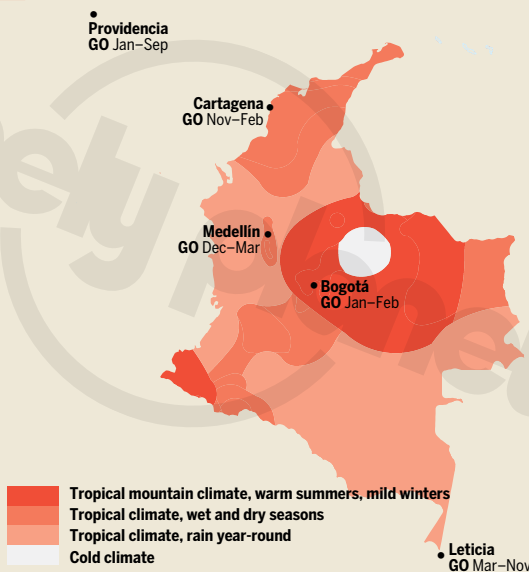 Providencia
GO Jan–Sep
Cartagena
GO Nov–Feb
Medellín
GO Dec–Mar
Bogotá
GO Jan–Feb
Tropical mountain climate, warm summers, mild winters
Tropical climate, wet and dry seasons
Tropical climate, rain year-round
Cold climate
Leticia
GO Mar–Nov